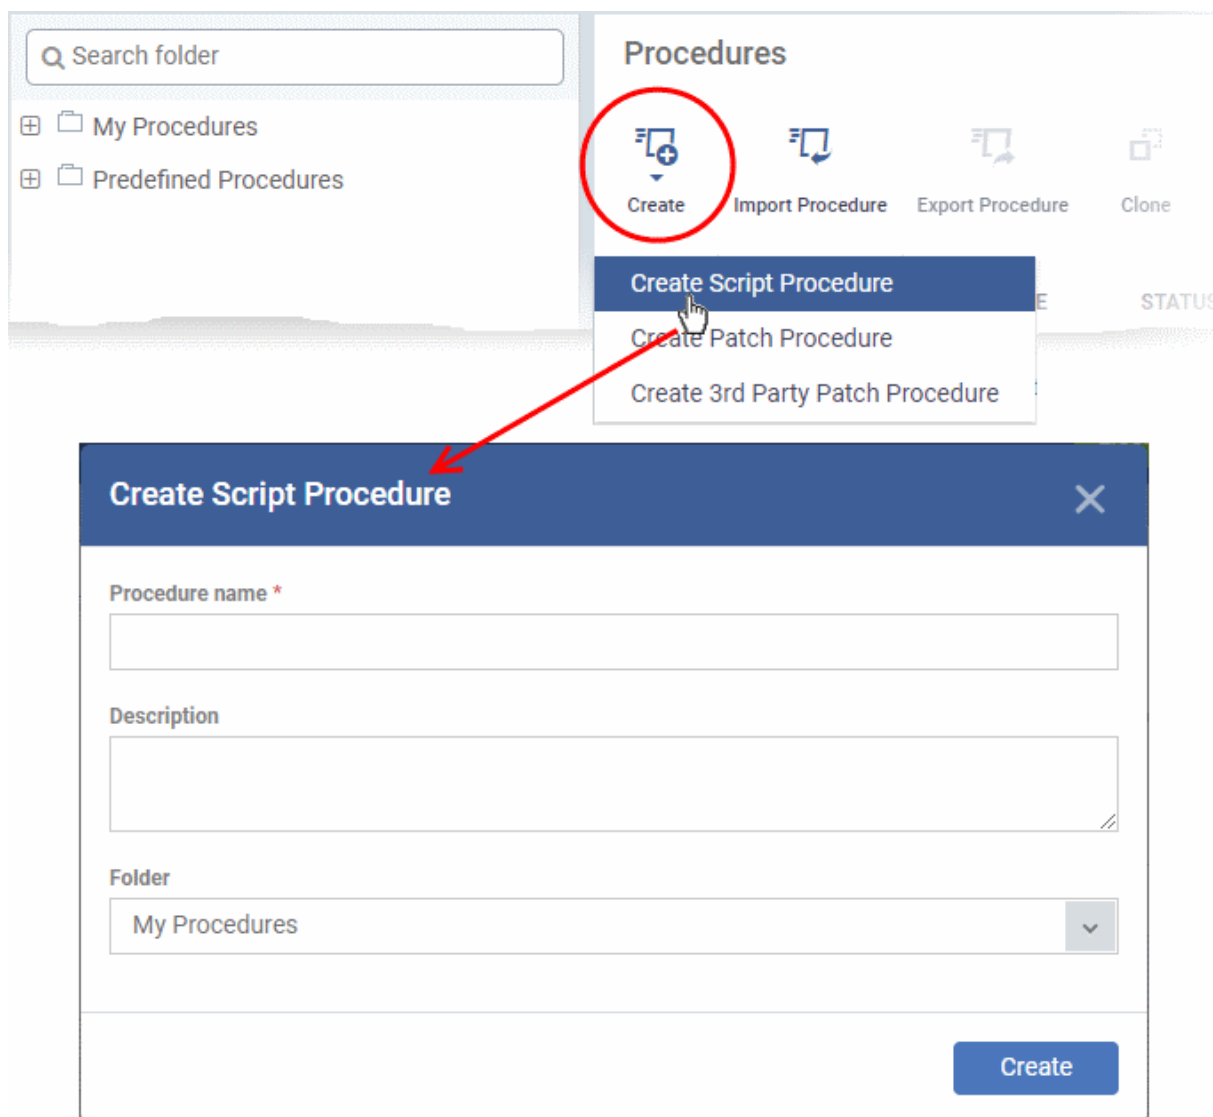 Search folder
My Procedures
Predefined Procedures
Procedures
Create
Import Procedure
Export Procedure
Clone
Create Script Procedure
Create Patch Procedure
Create 3rd Party Patch Procedure
E
STATUS
Create Script Procedure
Procedure name *
Description
Folder
My Procedures
Create